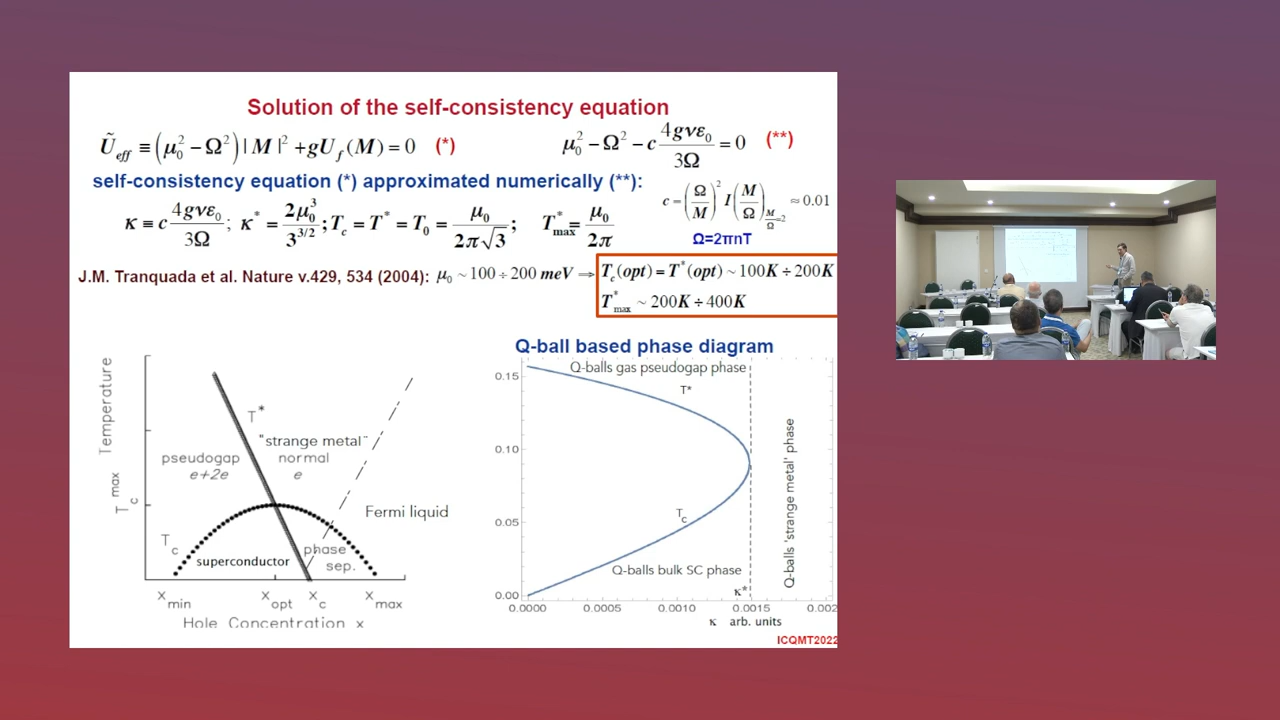 Solution of the self-consistency equation
Ũ_eff ≡ (μ₀² − Ω²)|M|² + gU_f(M) = 0 (*)
μ₀² − Ω² − c 4gνε₀/3Ω = 0 (**)
self-consistency equation (*) approximated numerically (**):
c = (Ω/M)² I(M/Ω)_{M/Ω=2} ≈ 0.01
κ ≡ c 4gνε₀/3Ω; κ* = 2μ₀³/3^{3/2}; T_c = T* = T₀ = μ₀/2π√3; T*_max = μ₀/2π
Ω=2πnT
J.M. Tranquada et al. Nature v.429, 534 (2004): μ₀ ~ 100 ÷ 200 meV ⇒
T_c(opt) = T*(opt) ~ 100K ÷ 200K
T*_max ~ 200K ÷ 400K
Temperature
T_c^max
T*
"strange metal"
pseudogap
normal
e+2e
e
Fermi liquid
T_c
superconductor
phase
sep.
x_min
x_opt
x_c
x_max
Hole Concentration x
Q-ball based phase diagram
Q-balls gas pseudogap phase
0.15
T*
0.10
0.05
T_c
Q-balls bulk SC phase
Q-balls 'strange metal' phase
κ*
0.00
0.0000
0.0005
0.0010
0.0015
0.002
κ arb. units
ICQMT2022